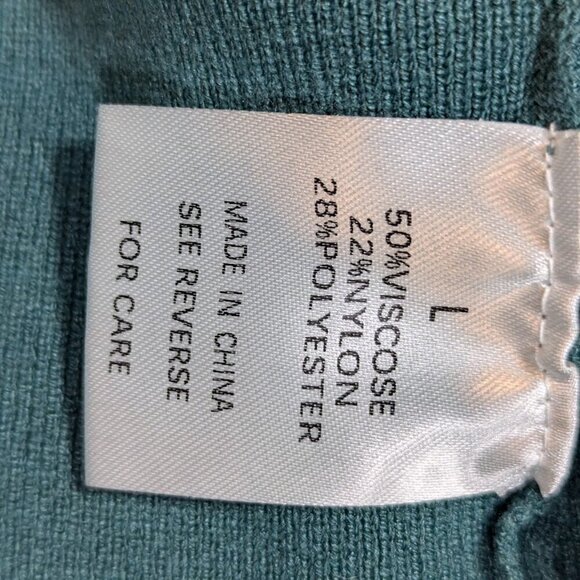 L
50%VISCOSE
22%NYLON
28%POLYESTER
MADE IN CHINA
SEE REVERSE
FOR CARE